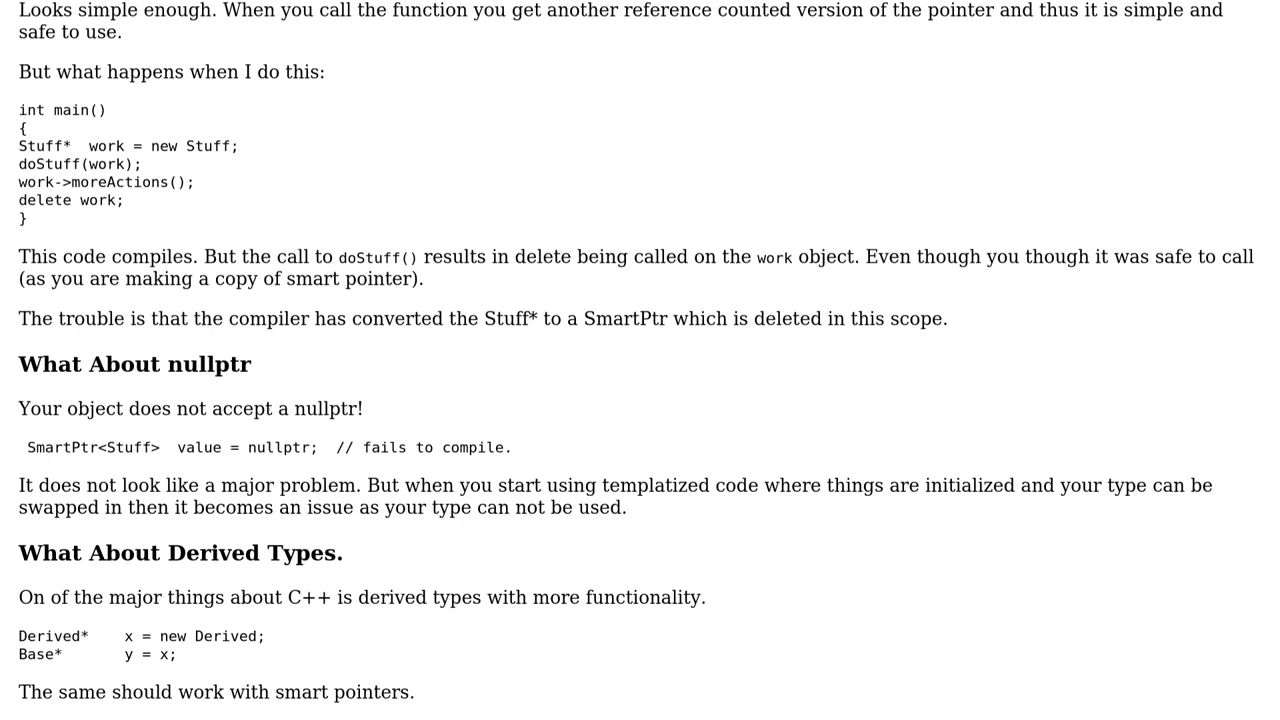 Looks simple enough. When you call the function you get another reference counted version of the pointer and thus it is simple and
safe to use.
But what happens when I do this:
int main()
{
Stuff*  work = new Stuff;
doStuff(work);
work->moreActions();
delete work;
}
This code compiles. But the call to doStuff() results in delete being called on the work object. Even though you though it was safe to call
(as you are making a copy of smart pointer).
The trouble is that the compiler has converted the Stuff* to a SmartPtr which is deleted in this scope.
What About nullptr
Your object does not accept a nullptr!
SmartPtr<Stuff>  value = nullptr;  // fails to compile.
It does not look like a major problem. But when you start using templatized code where things are initialized and your type can be
swapped in then it becomes an issue as your type can not be used.
What About Derived Types.
On of the major things about C++ is derived types with more functionality.
Derived*    x = new Derived;
Base*       y = x;
The same should work with smart pointers.